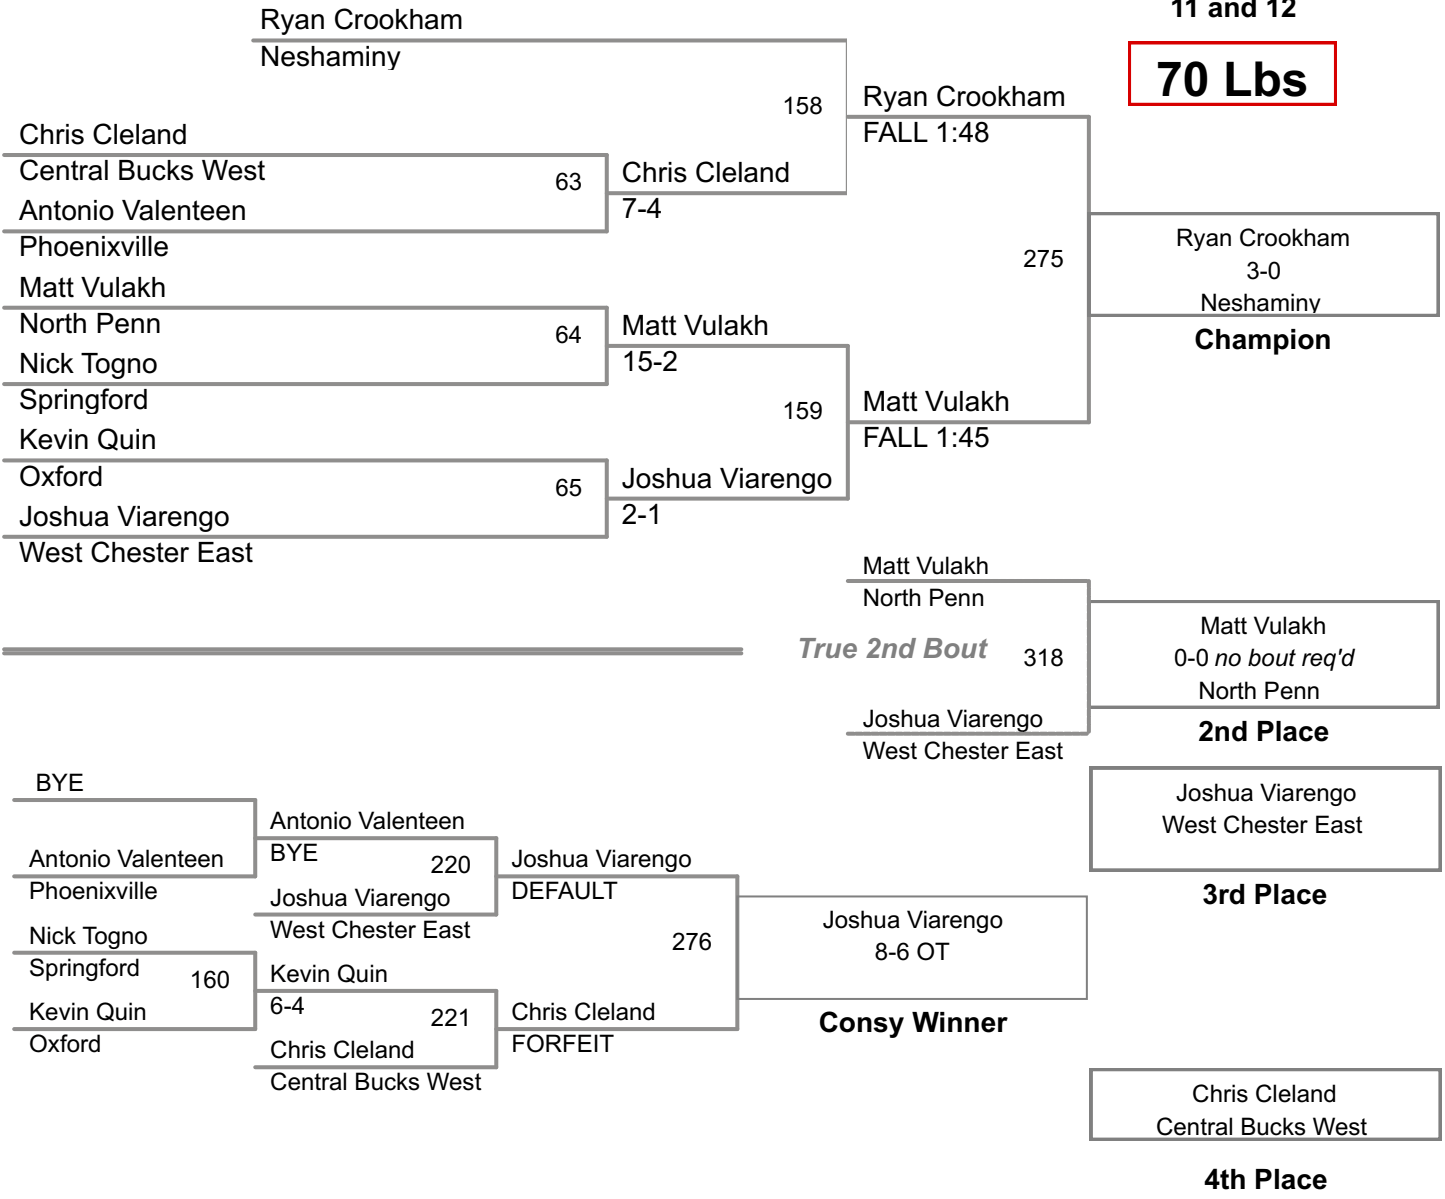 11 and 12
70 Lbs
Ryan Crookham
Neshaminy
158
Ryan Crookham
FALL 1:48
Chris Cleland
Central Bucks West
63
Chris Cleland
7-4
Antonio Valenteen
Phoenixville
275
Ryan Crookham
3-0
Neshaminy
Champion
Matt Vulakh
North Penn
64
Matt Vulakh
15-2
Nick Togno
Springford
159
Matt Vulakh
FALL 1:45
Kevin Quin
Oxford
65
Joshua Viarengo
2-1
Joshua Viarengo
West Chester East
Matt Vulakh
North Penn
True 2nd Bout
318
Matt Vulakh
0-0 no bout req'd
North Penn
2nd Place
Joshua Viarengo
West Chester East
Joshua Viarengo
West Chester East
3rd Place
BYE
Antonio Valenteen
BYE
220
Antonio Valenteen
Phoenixville
Joshua Viarengo
DEFAULT
Joshua Viarengo
West Chester East
276
Joshua Viarengo
8-6 OT
Consy Winner
Nick Togno
Springford
160
Kevin Quin
6-4
221
Kevin Quin
Oxford
Chris Cleland
FORFEIT
Chris Cleland
Central Bucks West
Chris Cleland
Central Bucks West
4th Place